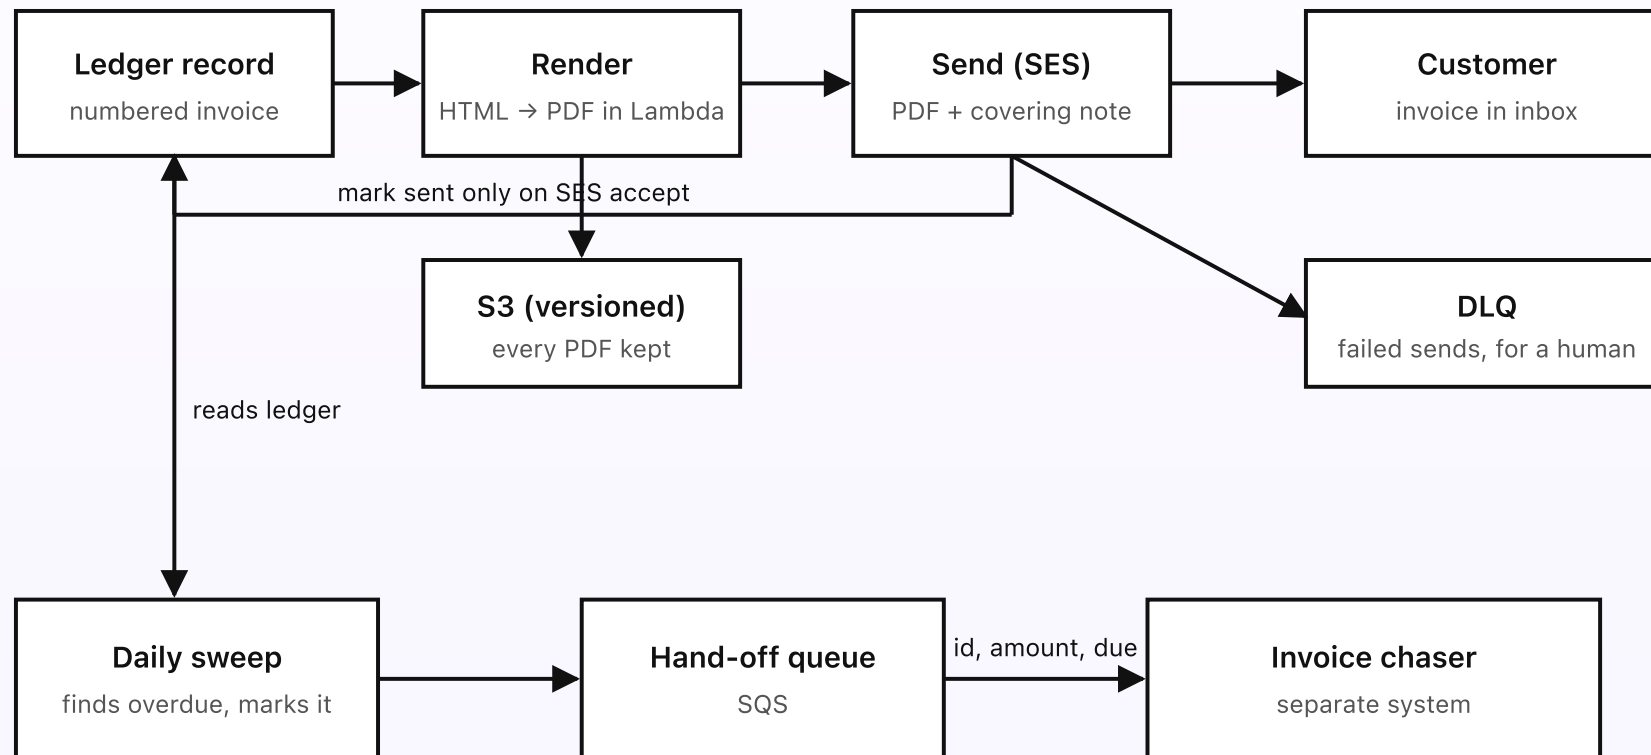 Ledger record
numbered invoice
Render
HTML → PDF in Lambda
Send (SES)
PDF + covering note
Customer
invoice in inbox
mark sent only on SES accept
S3 (versioned)
every PDF kept
DLQ
failed sends, for a human
reads ledger
Daily sweep
finds overdue, marks it
Hand-off queue
SQS
id, amount, due
Invoice chaser
separate system